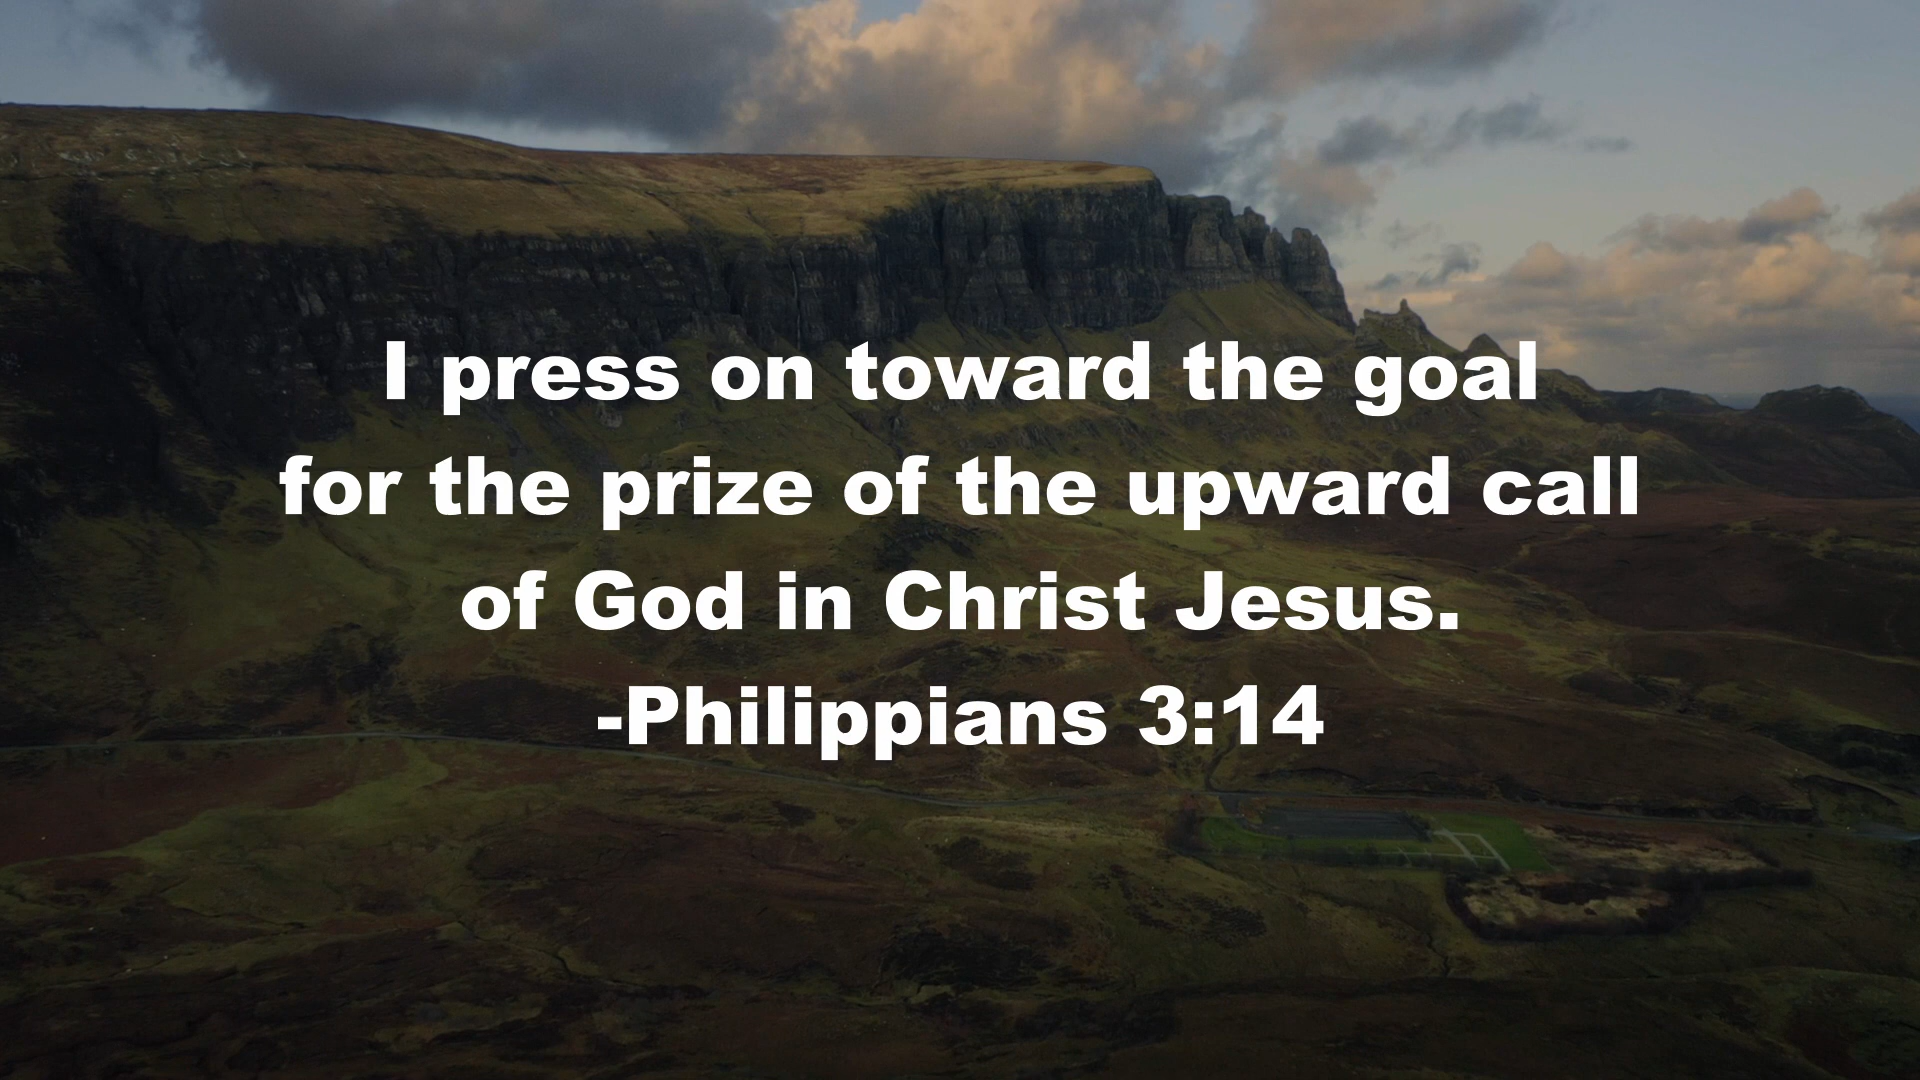 I press on toward the goal
for the prize of the upward call
of God in Christ Jesus.
-Philippians 3:14